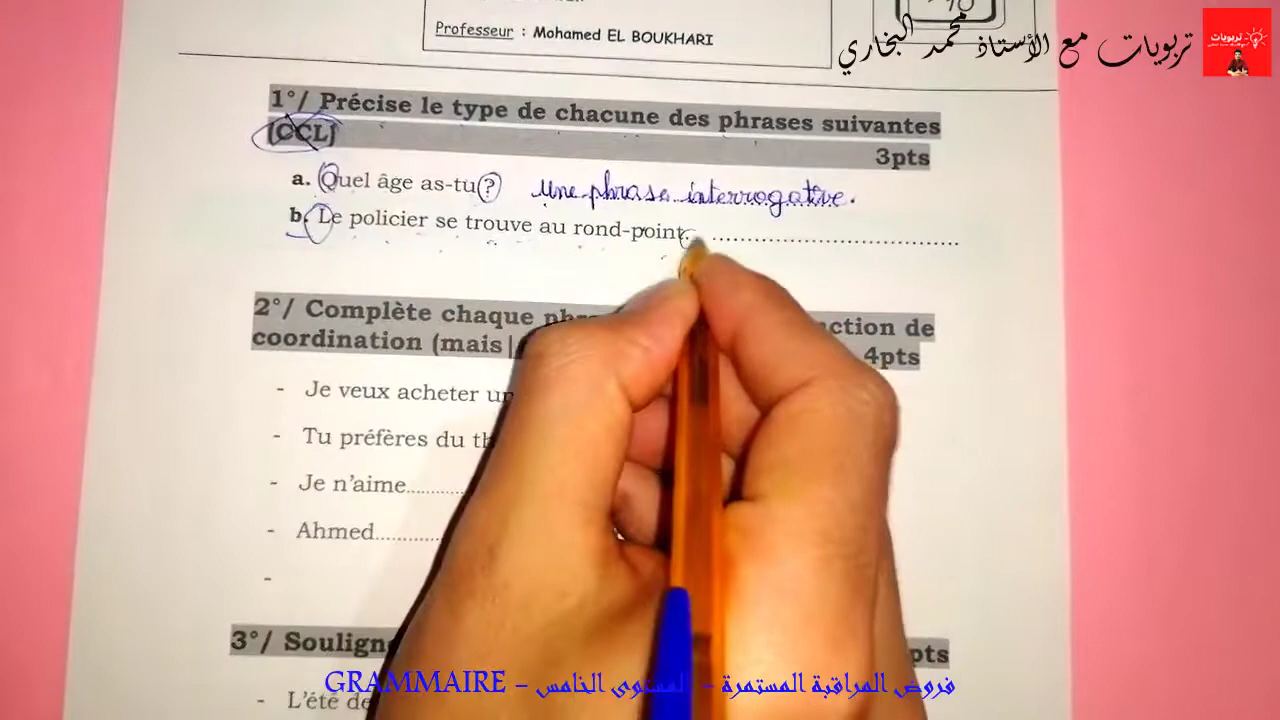 Professeur : Mohamed EL BOUKHARI
تربويات مع الأستاذ محمد البخاري
تربويات
1°/ Précise le type de chacune des phrases suivantes
[CCL]
3pts
a. Quel âge as-tu ? Une phrase interrogative.
b. Le policier se trouve au rond-point. ....................................
2°/ Complète chaque ction de
coordination (mais| 4pts
- Je veux acheter
- Tu préfères du
- Je n'aime.........
- Ahmed..........
-
3°/ Souligne pts
- L'été
GRAMMAIRE – المستوى الخامس – فروض المراقبة المستمرة